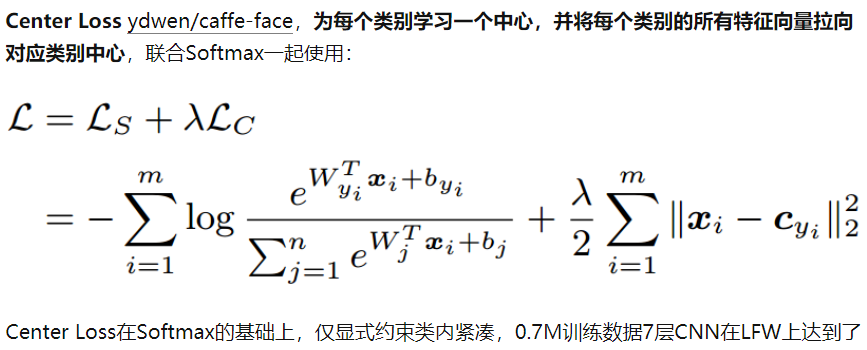 Center Loss ydwen/caffe-face，为每个类别学习一个中心，并将每个类别的所有特征向量拉向
对应类别中心，联合Softmax一起使用：
$\mathcal{L} = \mathcal{L}_S + \lambda \mathcal{L}_C$
$= -\sum_{i=1}^{m} \log \frac{e^{W_{y_i}^T \boldsymbol{x}_i + b_{y_i}}}{\sum_{j=1}^{n} e^{W_j^T \boldsymbol{x}_i + b_j}} + \frac{\lambda}{2} \sum_{i=1}^{m} \|\boldsymbol{x}_i - \boldsymbol{c}_{y_i}\|_2^2$
Center Loss在Softmax的基础上，仅显式约束类内紧凑，0.7M训练数据7层CNN在LFW上达到了